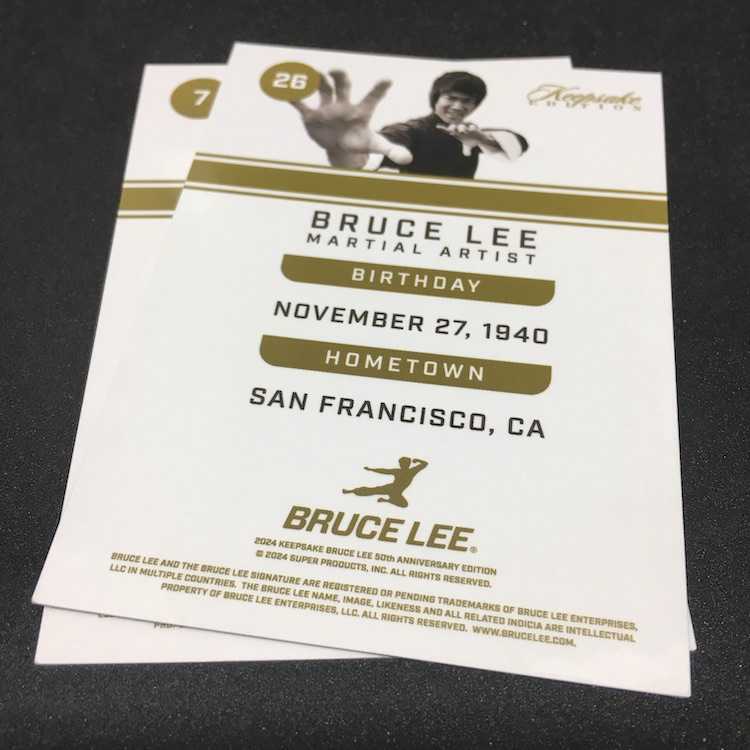 7
26
Keepsake
EDITION
BRUCE LEE
MARTIAL ARTIST
BIRTHDAY
NOVEMBER 27, 1940
HOMETOWN
SAN FRANCISCO, CA
BRUCE LEE®
2024 KEEPSAKE BRUCE LEE 50TH ANNIVERSARY EDITION
© 2024 SUPER PRODUCTS, INC. ALL RIGHTS RESERVED.
BRUCE LEE AND THE BRUCE LEE SIGNATURE ARE REGISTERED OR PENDING TRADEMARKS OF BRUCE LEE ENTERPRISES,
LLC IN MULTIPLE COUNTRIES. THE BRUCE LEE NAME, IMAGE, LIKENESS AND ALL RELATED INDICIA ARE INTELLECTUAL
PROPERTY OF BRUCE LEE ENTERPRISES, LLC. ALL RIGHTS RESERVED. WWW.BRUCELEE.COM.